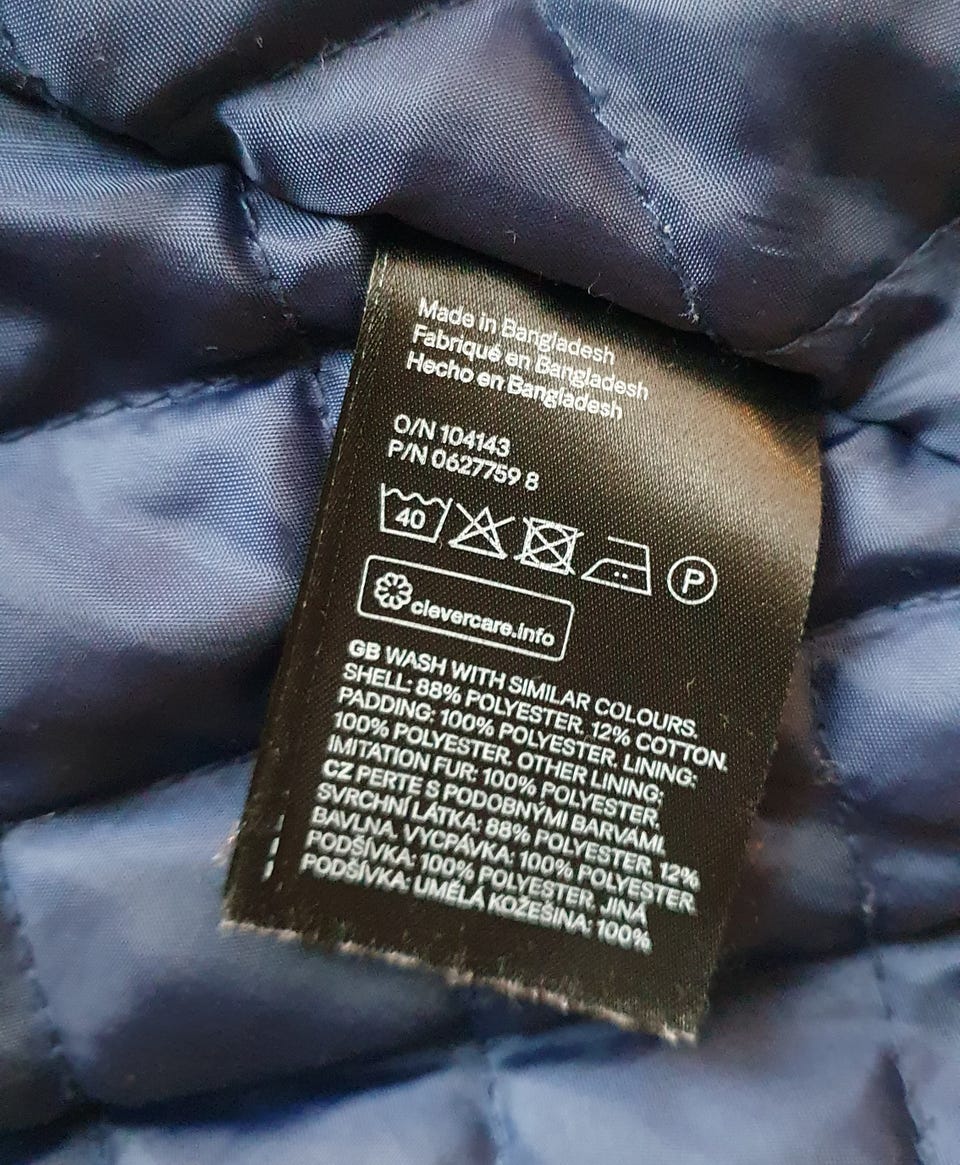 Made in Bangladesh
Fabriqué en Bangladesh
Hecho en Bangladesh
O/N 104143
P/N 0627759 8
40
P
clevercare.info
GB WASH WITH SIMILAR COLOURS.
SHELL: 88% POLYESTER. 12% COTTON.
PADDING: 100% POLYESTER. LINING:
100% POLYESTER. OTHER LINING;
IMITATION FUR: 100% POLYESTER.
CZ PERTE S PODOBNÝMI BARVAMI.
SVRCHNÍ LÁTKA: 88% POLYESTER. 12%
BAVLNA. VYCPÁVKA: 100% POLYESTER.
PODŠÍVKA: 100% POLYESTER. JINÁ
PODŠÍVKA: UMĚLÁ KOŽEŠINA: 100%